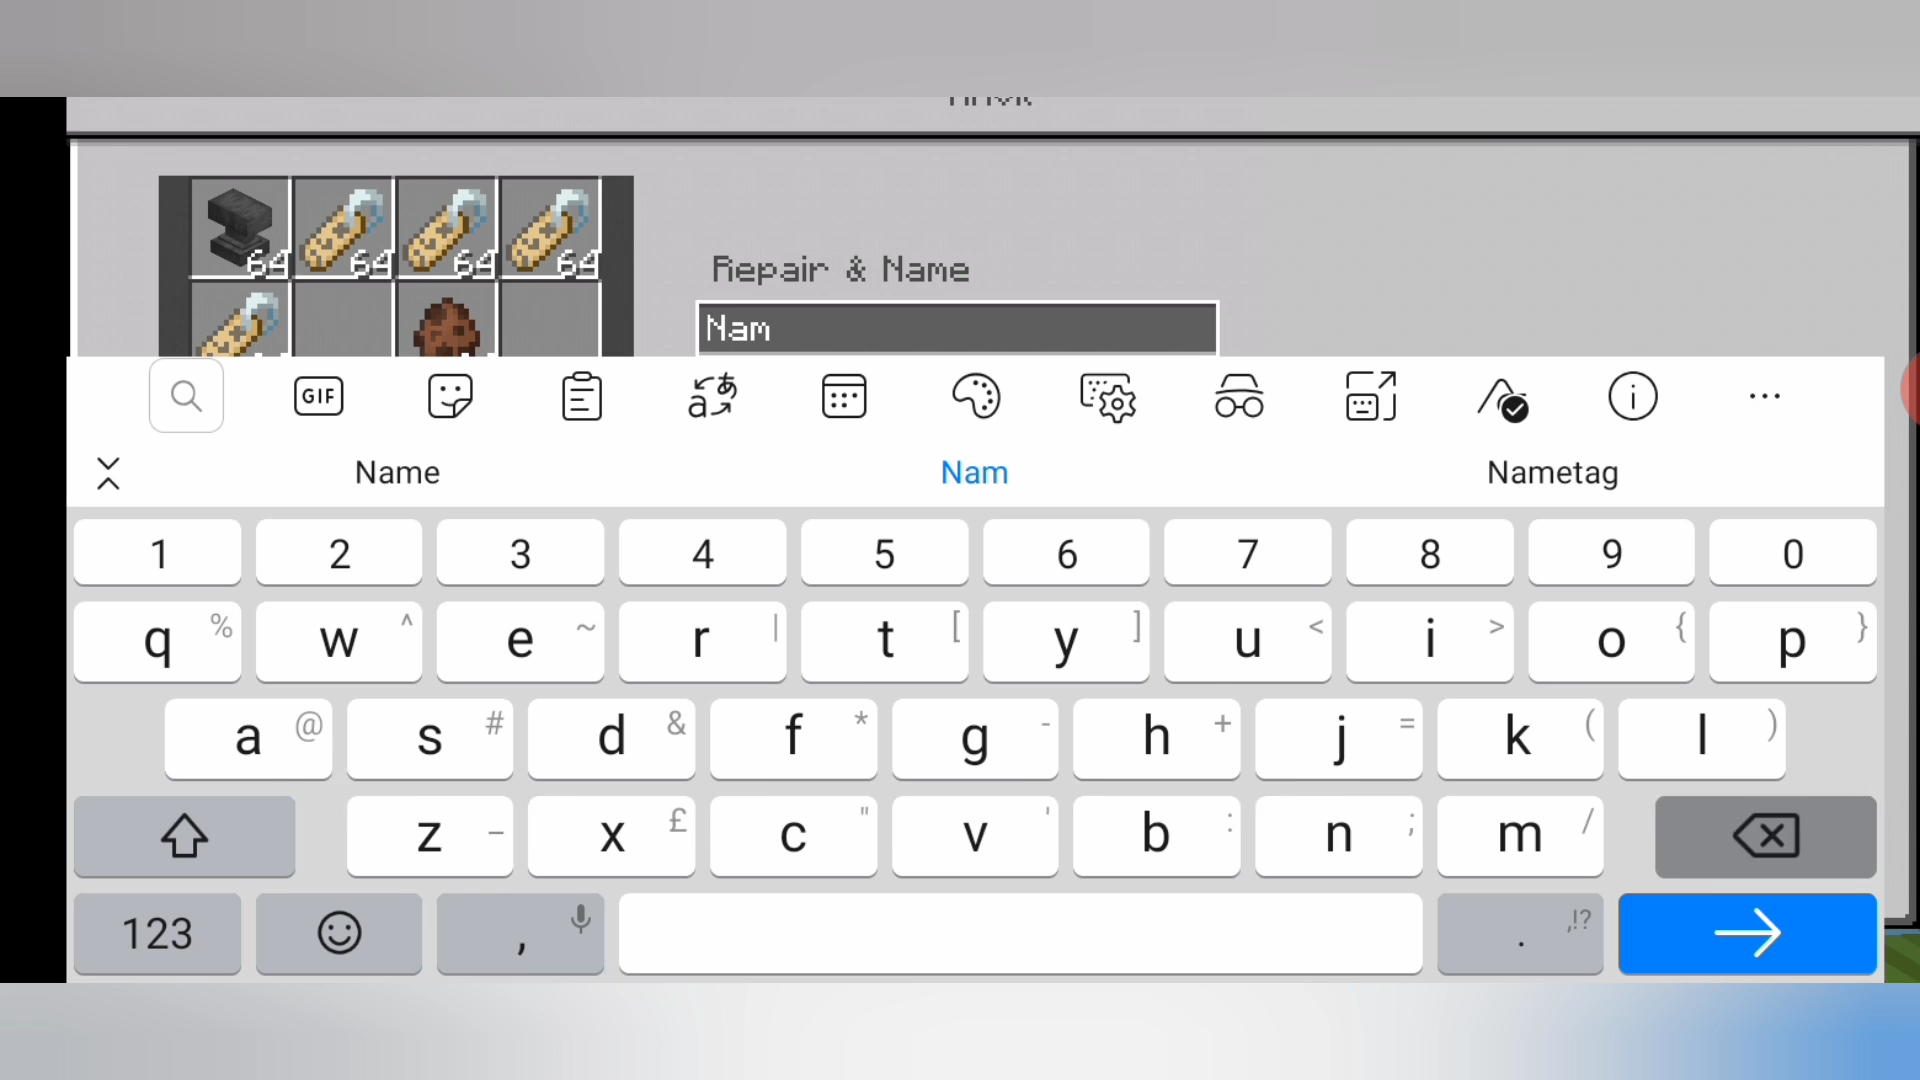 64 64 64 64
Repair & Name
Nam
GIF
Name Nam Nametag
1 2 3 4 5 6 7 8 9 0
q % w ^ e ~ r | t [ y ] u < i > o { p }
a @ s # d & f * g - h + j = k ( l )
z _ x £ c " v ' b : n ; m /
123 , . ,!?